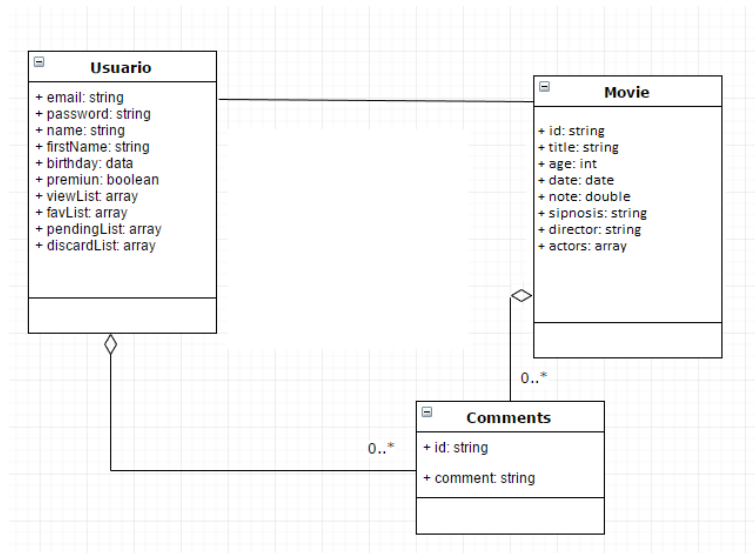 Usuario
+ email: string
+ password: string
+ name: string
+ firstName: string
+ birthday: data
+ premiun: boolean
+ viewList: array
+ favList: array
+ pendingList: array
+ discardList: array
Movie
+ id: string
+ title: string
+ age: int
+ date: date
+ note: double
+ sipnosis: string
+ director: string
+ actors: array
0..*
0..*
Comments
+ id: string
+ comment: string